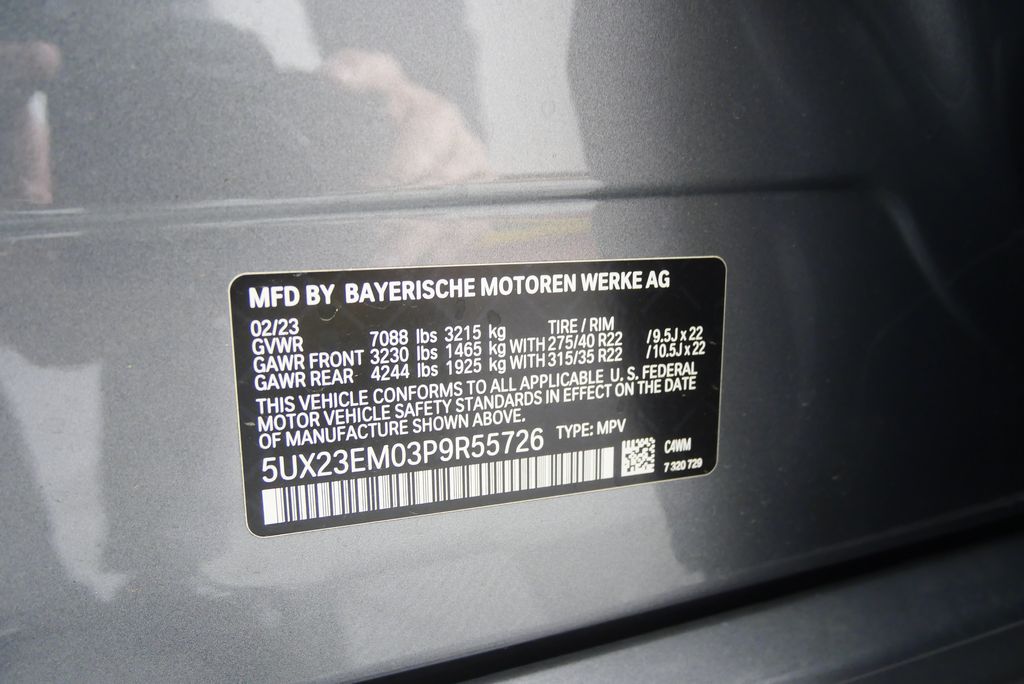 MFD BY BAYERISCHE MOTOREN WERKE AG
02/23 TIRE / RIM
GVWR 7088 lbs 3215 kg
GAWR FRONT 3230 lbs 1465 kg WITH 275/40 R22 /9.5J x 22
GAWR REAR 4244 lbs 1925 kg WITH 315/35 R22 /10.5J x 22
THIS VEHICLE CONFORMS TO ALL APPLICABLE U. S. FEDERAL
MOTOR VEHICLE SAFETY STANDARDS IN EFFECT ON THE DATE
OF MANUFACTURE SHOWN ABOVE.
5UX23EM03P9R55726 TYPE: MPV
C4WM
7 320 729